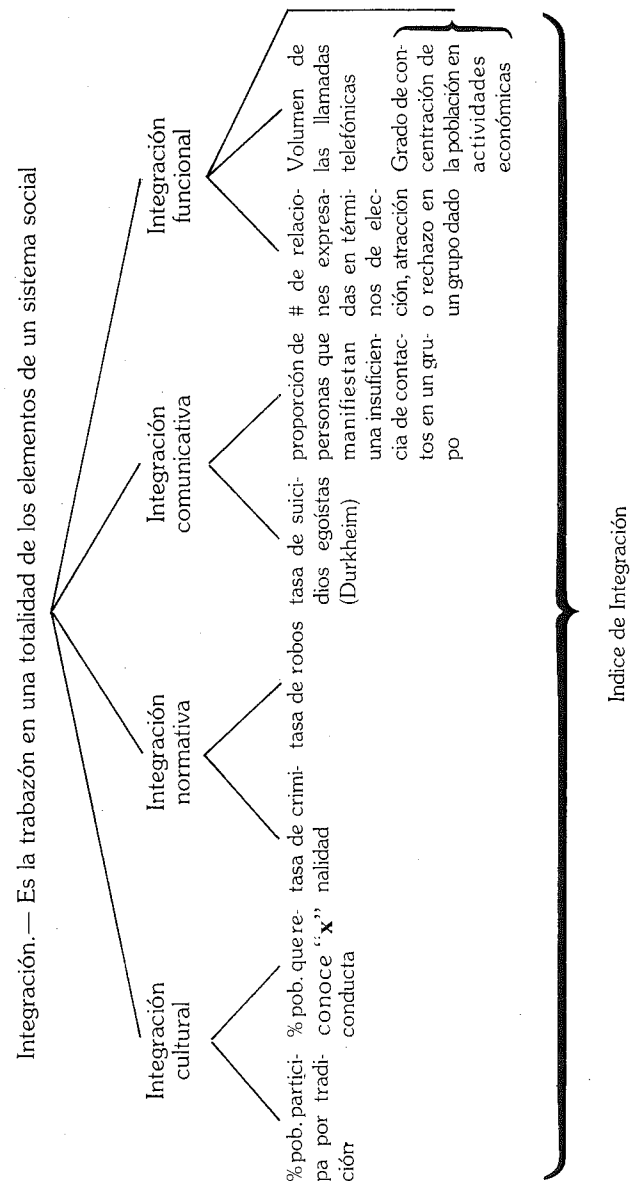 Integración.— Es la trabazón en una totalidad de los elementos de un sistema social
Integración
cultural
Integración
normativa
Integración
comunicativa
Integración
funcional
% pob. partici-
pa por tradi-
ción
% pob. que re-
conoce “x”
conducta
tasa de crimi-
nalidad
tasa de robos
tasa de suici-
dios egoístas
(Durkheim)
proporción de
personas que
manifiestan
una insuficien-
cia de contac-
tos en un gru-
po
# de relacio-
nes expresa-
das en térmi-
nos de elec-
ción, atracción
o rechazo en
un grupo dado
Volumen de
las llamadas
telefónicas
Grado de con-
centración de
la población en
actividades
económicas
Indice de Integración